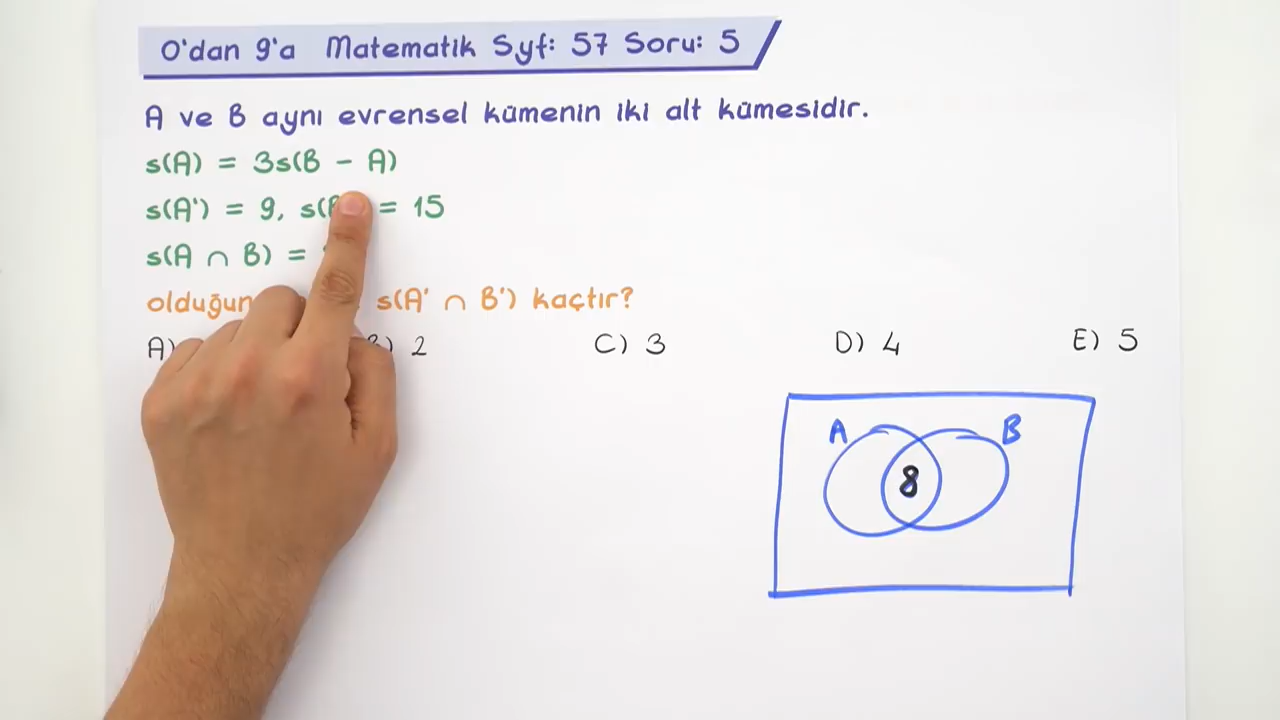 0'dan 9'a Matematik Syf: 57 Soru: 5
A ve B aynı evrensel kümenin iki alt kümesidir.
s(A) = 3s(B - A)
s(A') = 9, s( = 15
s(A ∩ B) =
s(A' ∩ B') kaçtır?
A) ) 2 C) 3 D) 4 E) 5
A B
8